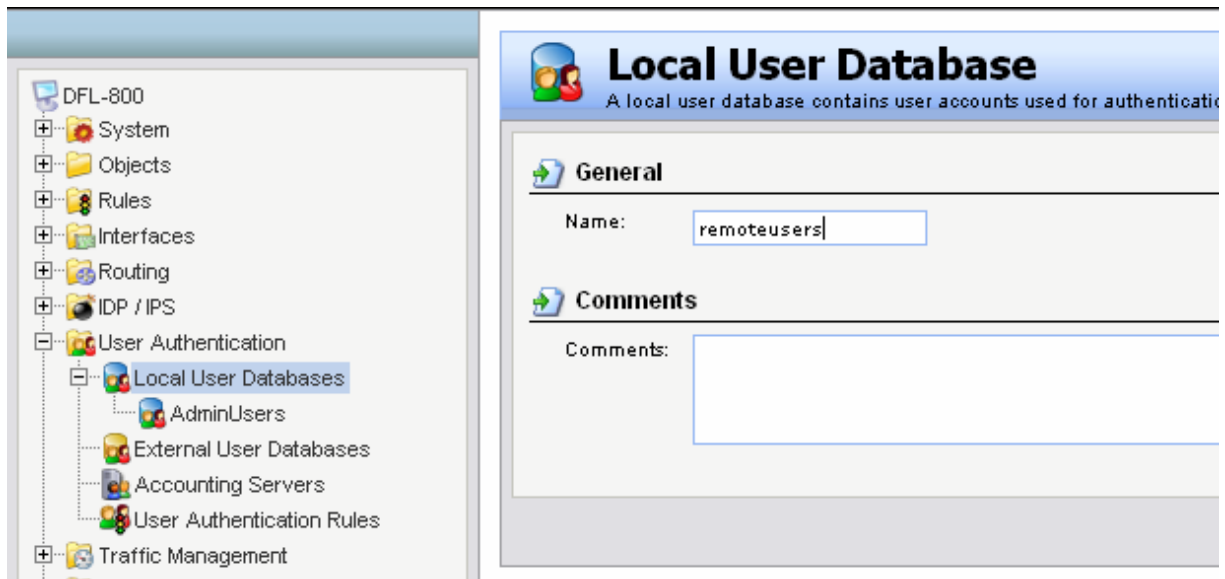 DFL-800
System
Objects
Rules
Interfaces
Routing
IDP / IPS
User Authentication
Local User Databases
AdminUsers
External User Databases
Accounting Servers
User Authentication Rules
Traffic Management
Local User Database
A local user database contains user accounts used for authenticatio
General
Name: remoteusers
Comments
Comments: